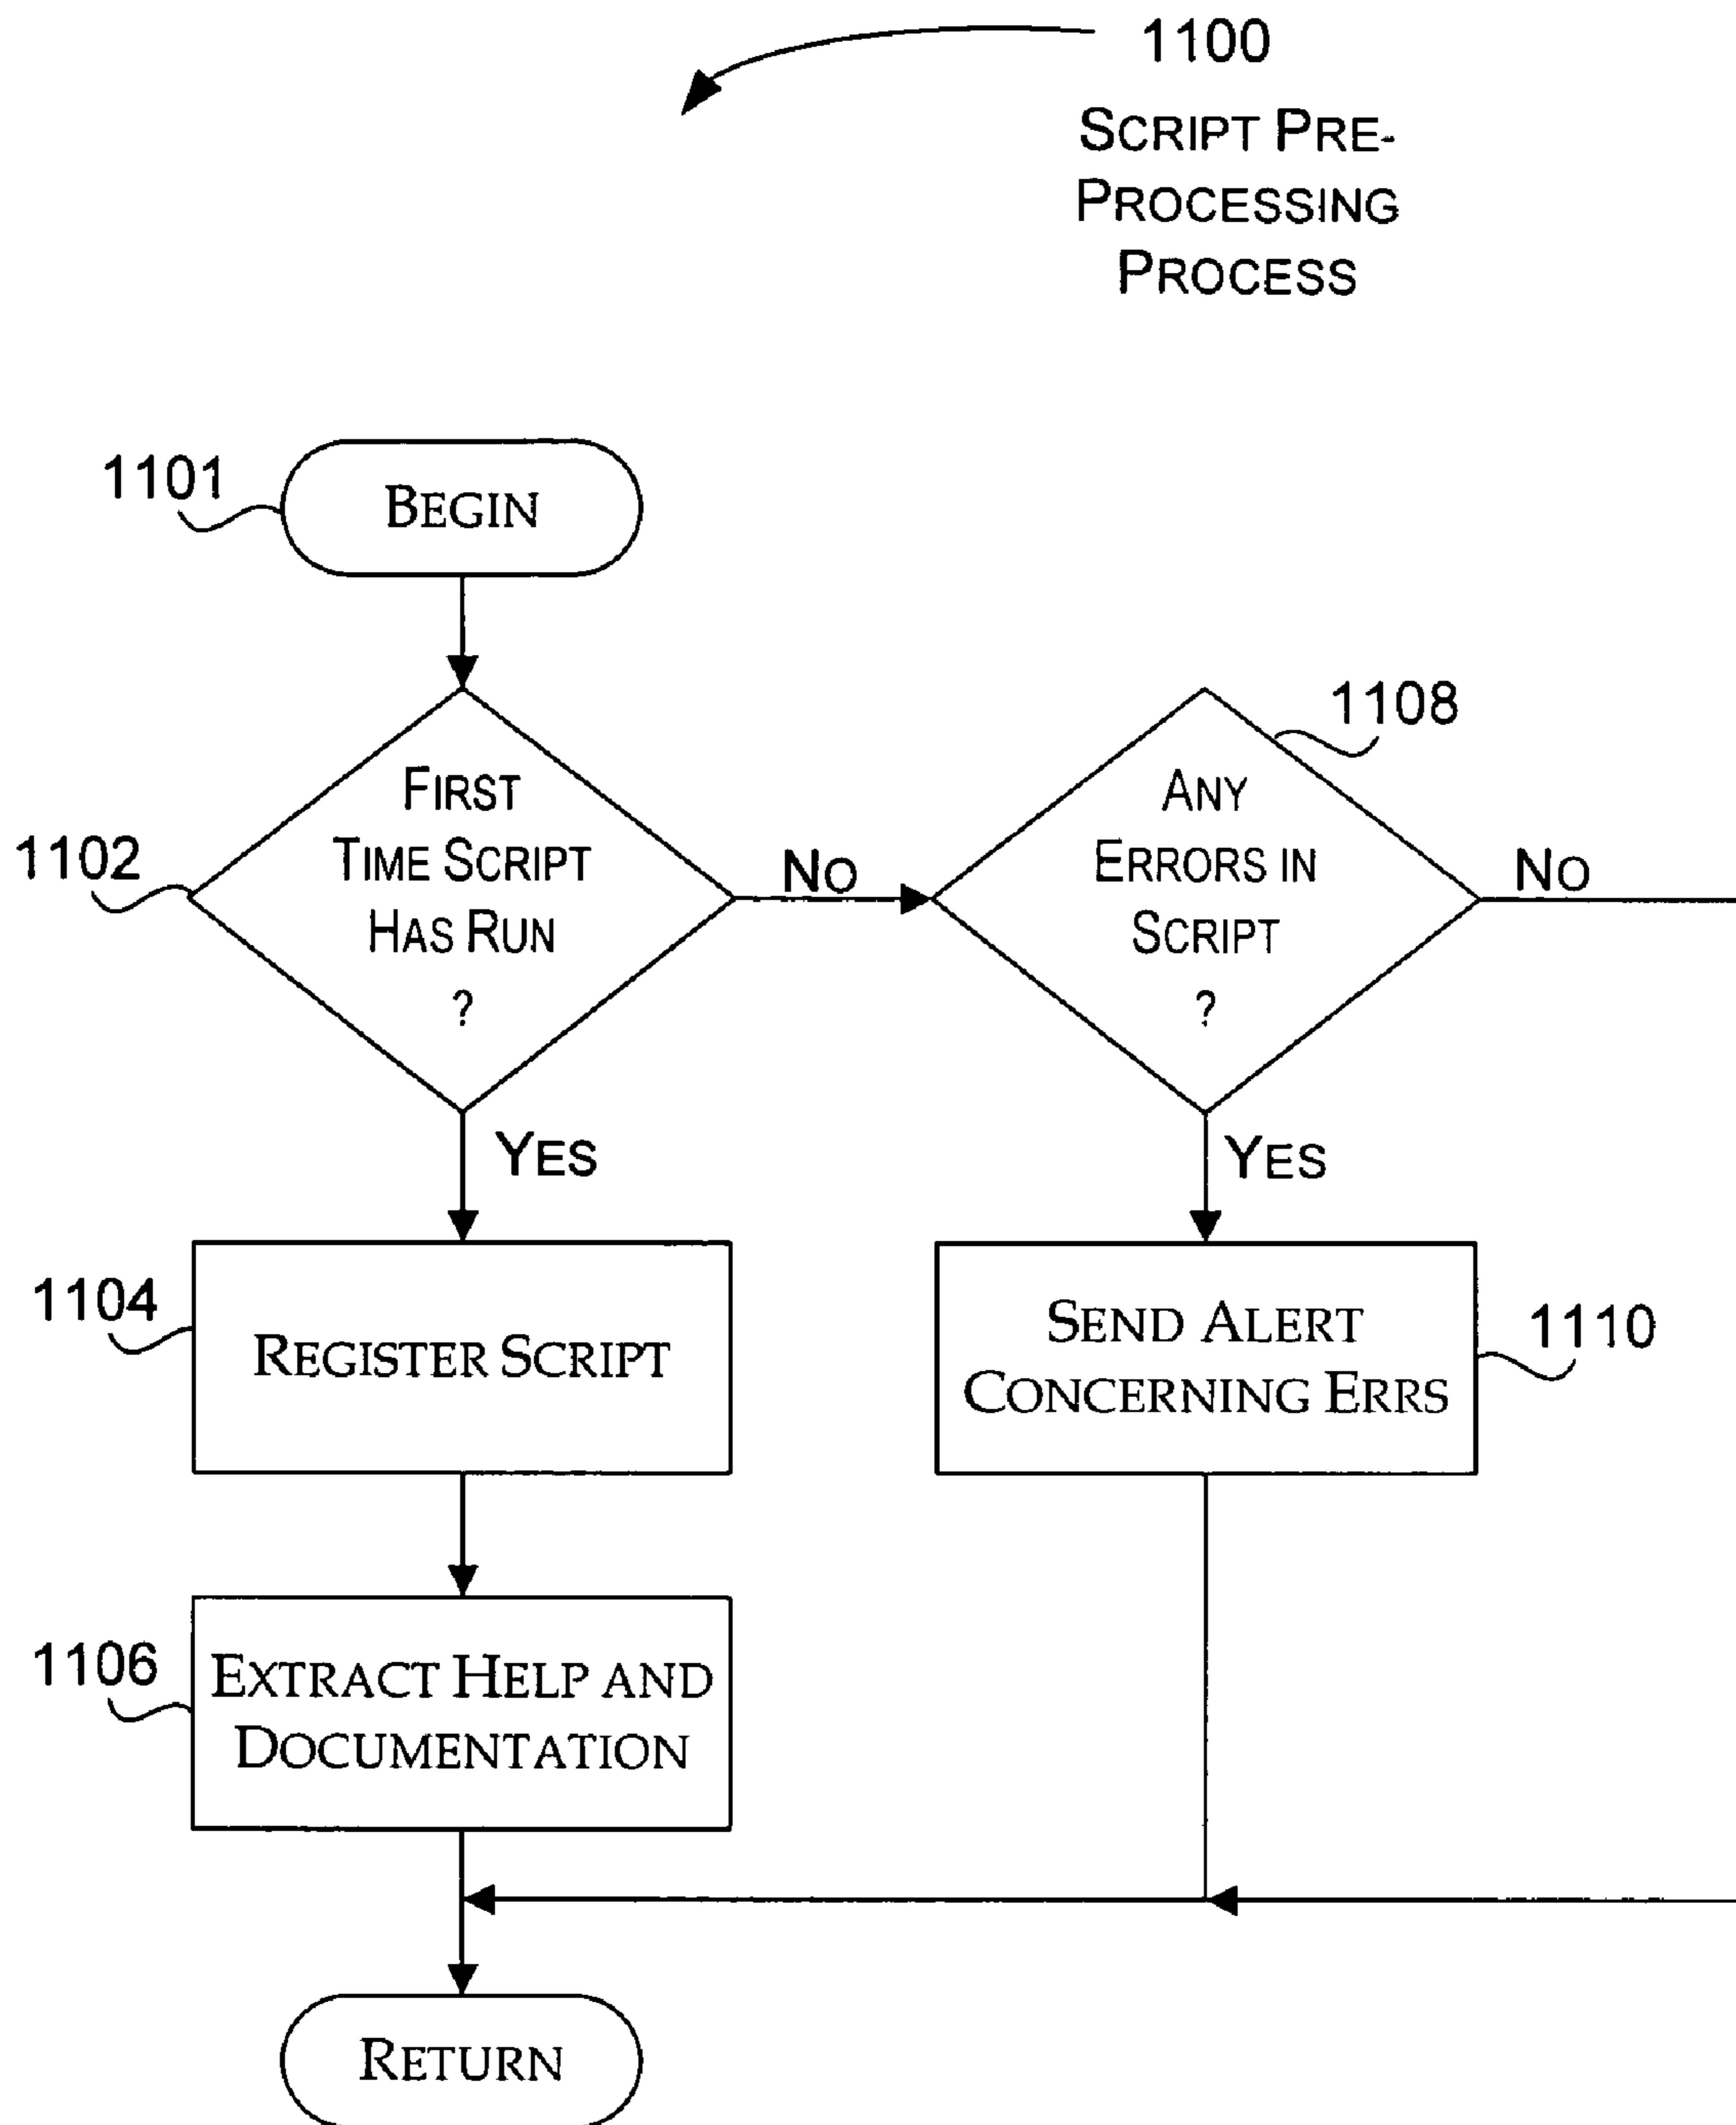 1100
SCRIPT PRE-
PROCESSING
PROCESS
1101
BEGIN
1102
FIRST
TIME SCRIPT
HAS RUN
?
NO
1108
ANY
ERRORS IN
SCRIPT
?
NO
YES
YES
1104
REGISTER SCRIPT
SEND ALERT
CONCERNING ERRS
1110
1106
EXTRACT HELP AND
DOCUMENTATION
RETURN